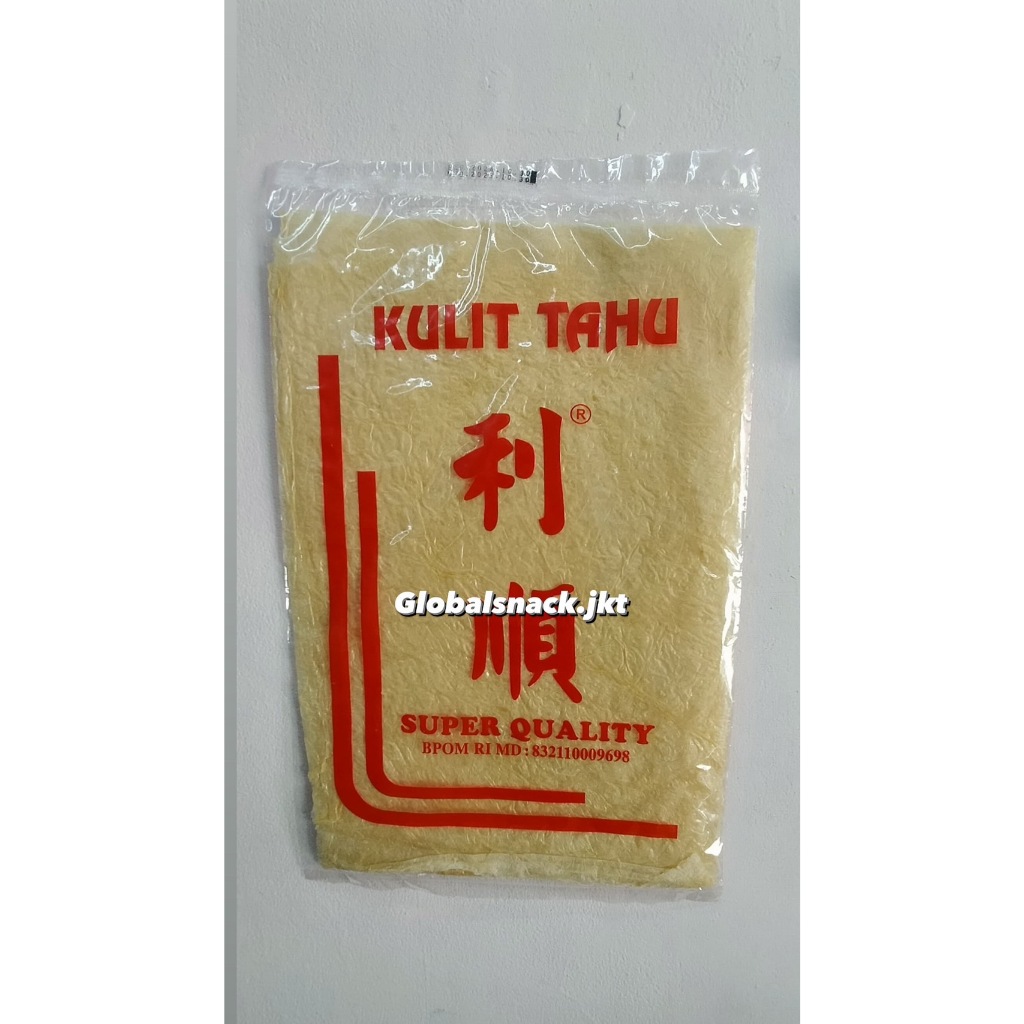 KULIT TAHU
利®
順
Globalsnack.jkt
SUPER QUALITY
BPOM RI MD : 832110009698